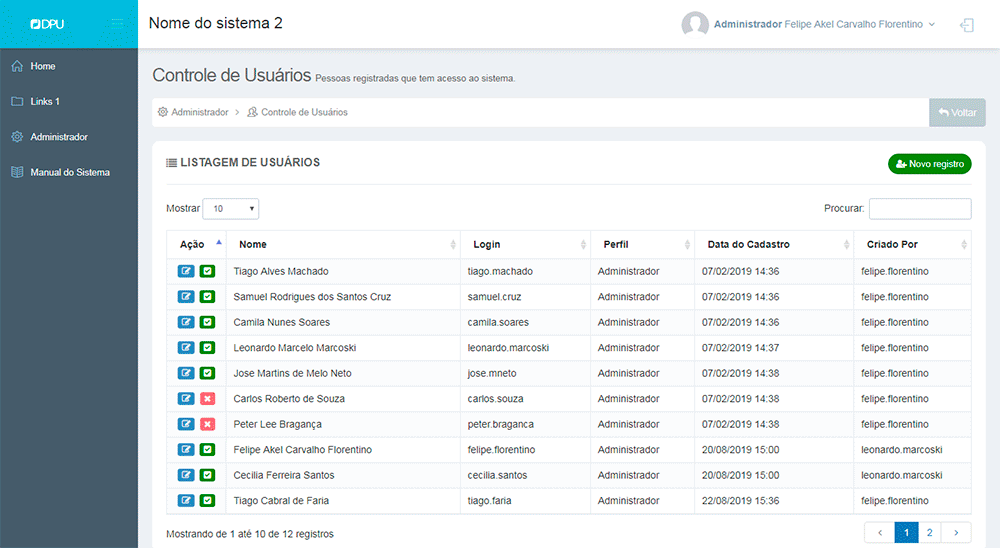 DPU
Nome do sistema 2
Administrador Felipe Akel Carvalho Florentino
Home
Links 1
Administrador
Manual do Sistema
Controle de Usuários Pessoas registradas que tem acesso ao sistema.
Administrador > Controle de Usuários
Voltar
LISTAGEM DE USUÁRIOS
Novo registro
Mostrar 10
Procurar:
Ação Nome Login Perfil Data do Cadastro Criado Por
Tiago Alves Machado tiago.machado Administrador 07/02/2019 14:36 felipe.florentino
Samuel Rodrigues dos Santos Cruz samuel.cruz Administrador 07/02/2019 14:36 felipe.florentino
Camila Nunes Soares camila.soares Administrador 07/02/2019 14:36 felipe.florentino
Leonardo Marcelo Marcoski leonardo.marcoski Administrador 07/02/2019 14:37 felipe.florentino
Jose Martins de Melo Neto jose.mneto Administrador 07/02/2019 14:38 felipe.florentino
Carlos Roberto de Souza carlos.souza Administrador 07/02/2019 14:38 felipe.florentino
Peter Lee Bragança peter.braganca Administrador 07/02/2019 14:38 felipe.florentino
Felipe Akel Carvalho Florentino felipe.florentino Administrador 20/08/2019 15:00 leonardo.marcoski
Cecília Ferreira Santos cecilia.santos Administrador 20/08/2019 15:00 leonardo.marcoski
Tiago Cabral de Faria tiago.faria Administrador 22/08/2019 15:36 felipe.florentino
Mostrando de 1 até 10 de 12 registros
< 1 2 >